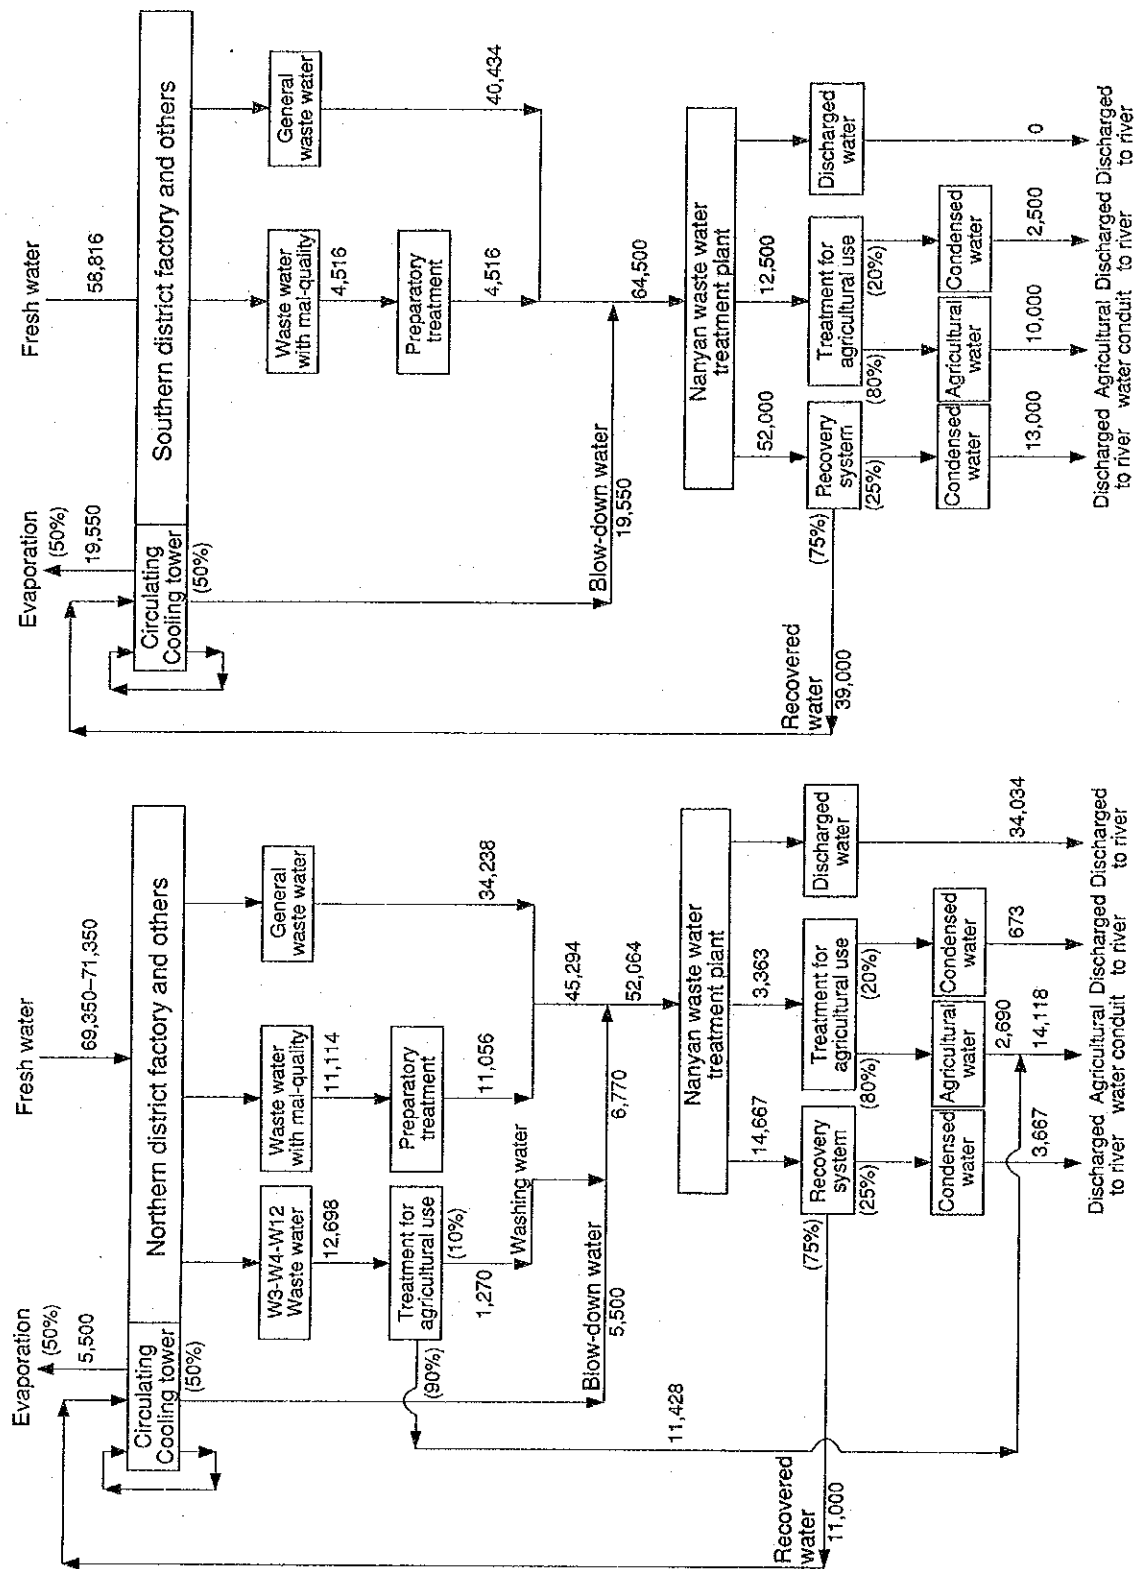 Fresh water
69,350–71,350
Evaporation
(50%)
5,500
Circulating
Cooling tower
Northern district factory and others
(50%)
W3-W4-W12
Waste water
Waste water
with mal-quality
General
waste water
12,698
11,114
34,238
Treatment for
agricultural use
Preparatory
treatment
(90%)
(10%)
1,270
11,056
Washing water
45,294
Blow-down water
5,500
6,770
52,064
11,428
Nanyan waste water
treatment plant
14,667
3,363
Recovery
system
Treatment for
agricultural use
Discharged
water
(75%)
(25%)
(80%)
(20%)
Recovered
water
11,000
Condensed
water
Agricultural
water
Condensed
water
3,667
2,690
14,118
673
34,034
Discharged
to river
Agricultural
water conduit
Discharged
to river
Discharged
to river
Fresh water
58,816
Evaporation
(50%)
19,550
Circulating
Cooling tower
Southern district factory and others
(50%)
Waste water
with mal-quality
General
waste water
4,516
40,434
Preparatory
treatment
4,516
Blow-down water
19,550
64,500
Nanyan waste water
treatment plant
52,000
12,500
Recovery
system
Treatment for
agricultural use
Discharged
water
(75%)
(25%)
(80%)
(20%)
Recovered
water
39,000
Condensed
water
Agricultural
water
Condensed
water
13,000
10,000
2,500
0
Discharged
to river
Agricultural
water conduit
Discharged
to river
Discharged
to river